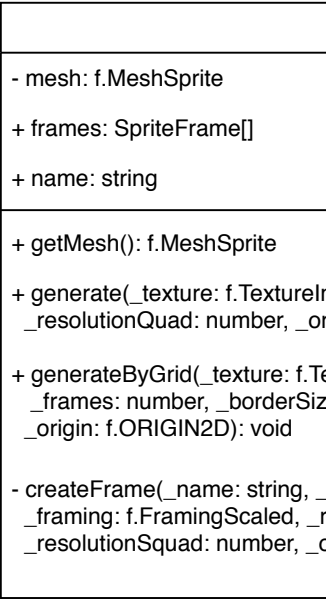 - mesh: f.MeshSprite
+ frames: SpriteFrame[]
+ name: string
+ getMesh(): f.MeshSprite
+ generate(_texture: f.TextureIm
_resolutionQuad: number, _or
+ generateByGrid(_texture: f.Te
_frames: number, _borderSiz
_origin: f.ORIGIN2D): void
- createFrame(_name: string, _
_framing: f.FramingScaled, _r
_resolutionSquad: number, _o